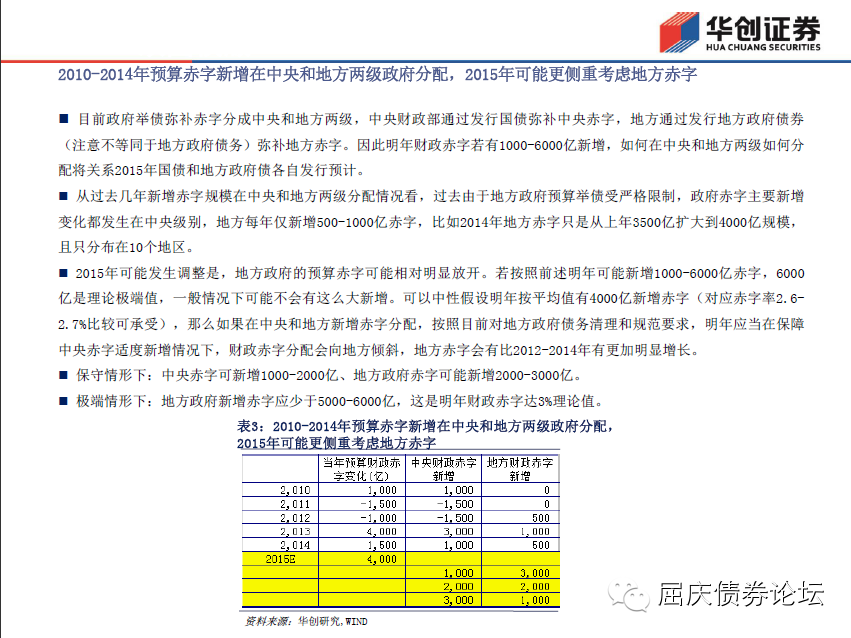 华创证券
HUA CHUANG SECURITIES
2010-2014年预算赤字新增在中央和地方两级政府分配，2015年可能更侧重考虑地方赤字
■ 目前政府举债弥补赤字分成中央和地方两级，中央财政部通过发行国债弥补中央赤字，地方通过发行地方政府债券
（注意不等同于地方政府债务）弥补地方赤字。因此明年财政赤字若有1000-6000亿新增，如何在中央和地方两级如何分
配将关系2015年国债和地方政府债各自发行预计。
■ 从过去几年新增赤字规模在中央和地方两级分配情况看，过去由于地方政府预算举债受严格限制，政府赤字主要新增
变化都发生在中央级别，地方每年仅新增500-1000亿赤字，比如2014年地方赤字只是从上年3500亿扩大到4000亿规模，
且只分布在10个地区。
■ 2015年可能发生调整是，地方政府的预算赤字可能相对明显放开。若按照前述明年可能新增1000-6000亿赤字，6000
亿是理论极端值，一般情况下可能不会有这么大新增。可以中性假设明年按平均值有4000亿新增赤字（对应赤字率2.6-
2.7%比较可承受），那么如果在中央和地方新增赤字分配，按照目前对地方政府债务清理和规范要求，明年应当在保障
中央赤字适度新增情况下，财政赤字分配会向地方倾斜，地方赤字会有比2012-2014年有更加明显增长。
■ 保守情形下：中央赤字可新增1000-2000亿、地方政府赤字可能新增2000-3000亿。
■ 极端情形下：地方政府新增赤字应少于5000-6000亿，这是明年财政赤字达3%理论值。
表3：2010-2014年预算赤字新增在中央和地方两级政府分配，
2015年可能更侧重考虑地方赤字
当年预算财政赤字变化(亿) 中央财政赤字新增 地方财政赤字新增
2,010 1,000 1,000 0
2,011 -1,500 -1,500 0
2,012 -1,000 -1,500 500
2,013 4,000 3,000 1,000
2,014 1,500 1,000 500
2015E 4,000
1,000 3,000
2,000 2,000
3,000 1,000
资料来源：华创研究,WIND
屈庆债券论坛